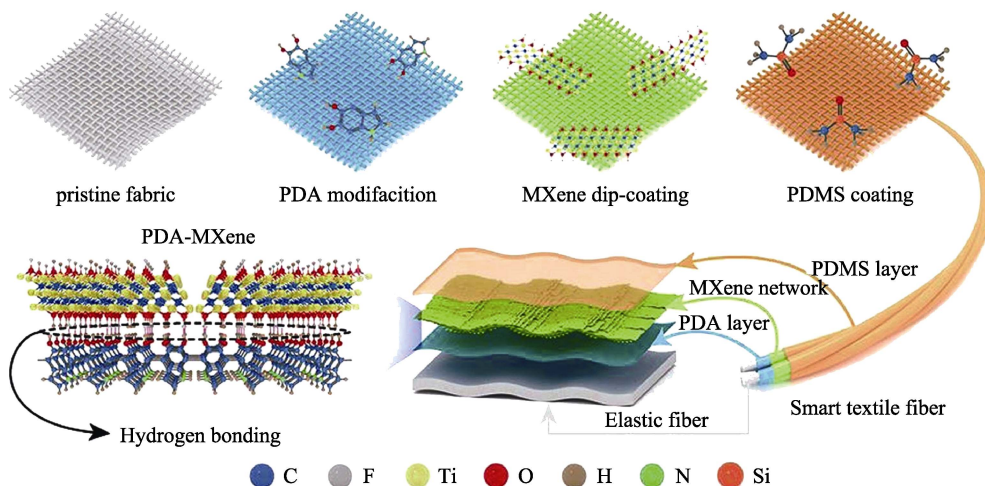 pristine fabric
PDA modifacition
MXene dip-coating
PDMS coating
PDA-MXene
PDMS layer
MXene network
PDA layer
Elastic fiber
Smart textile fiber
Hydrogen bonding
C
F
Ti
O
H
N
Si